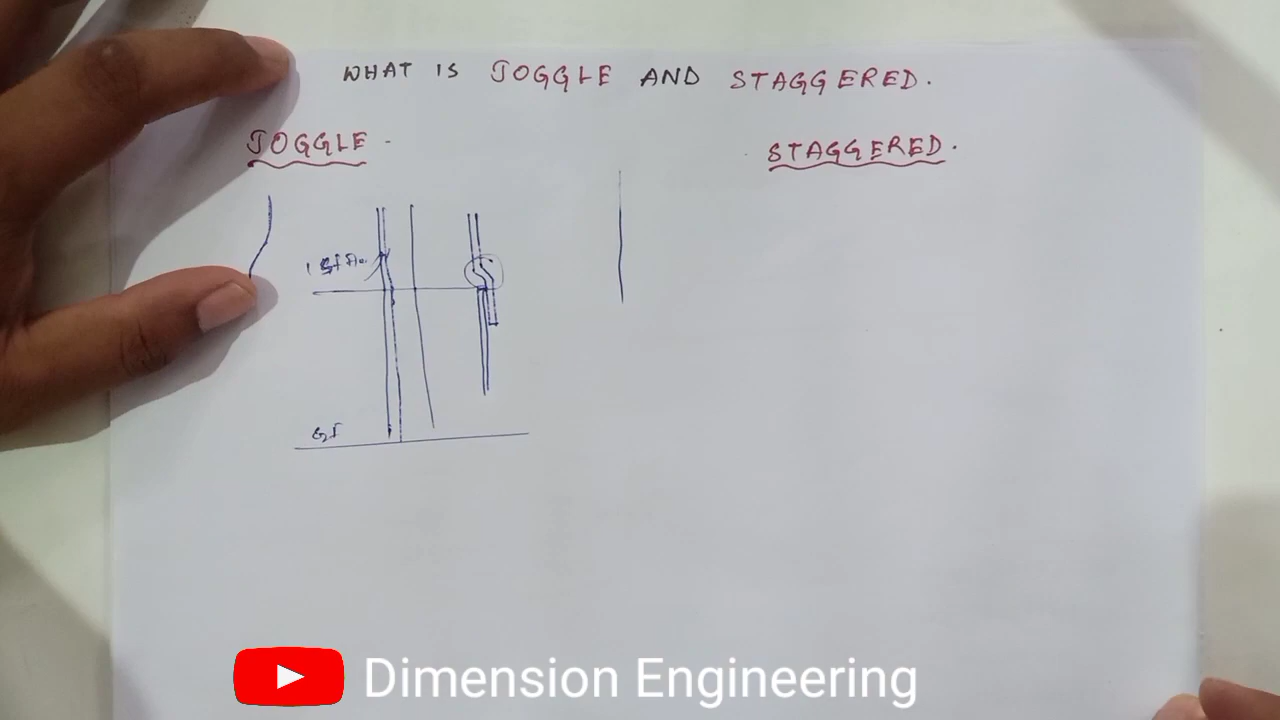 WHAT IS JOGGLE AND STAGGERED.
JOGGLE -
STAGGERED.
Dimension Engineering